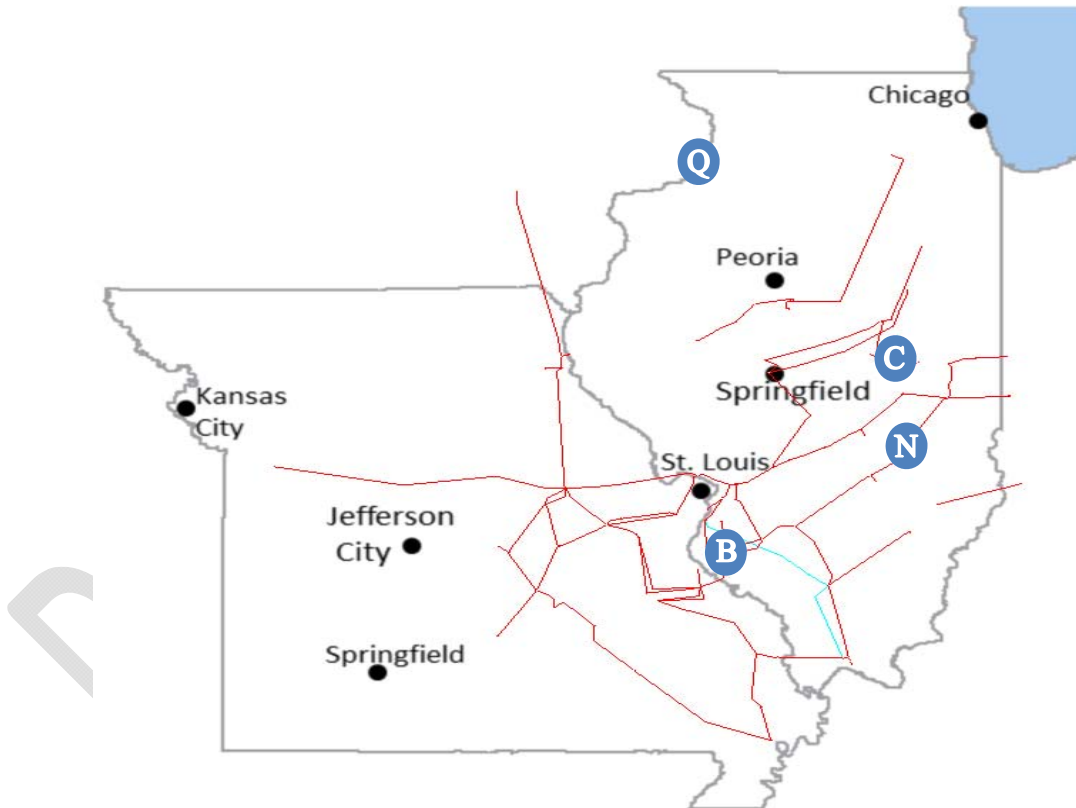 Chicago
Q
Peoria
C
Springfield
Kansas
City
N
St. Louis
Jefferson
City
B
Springfield